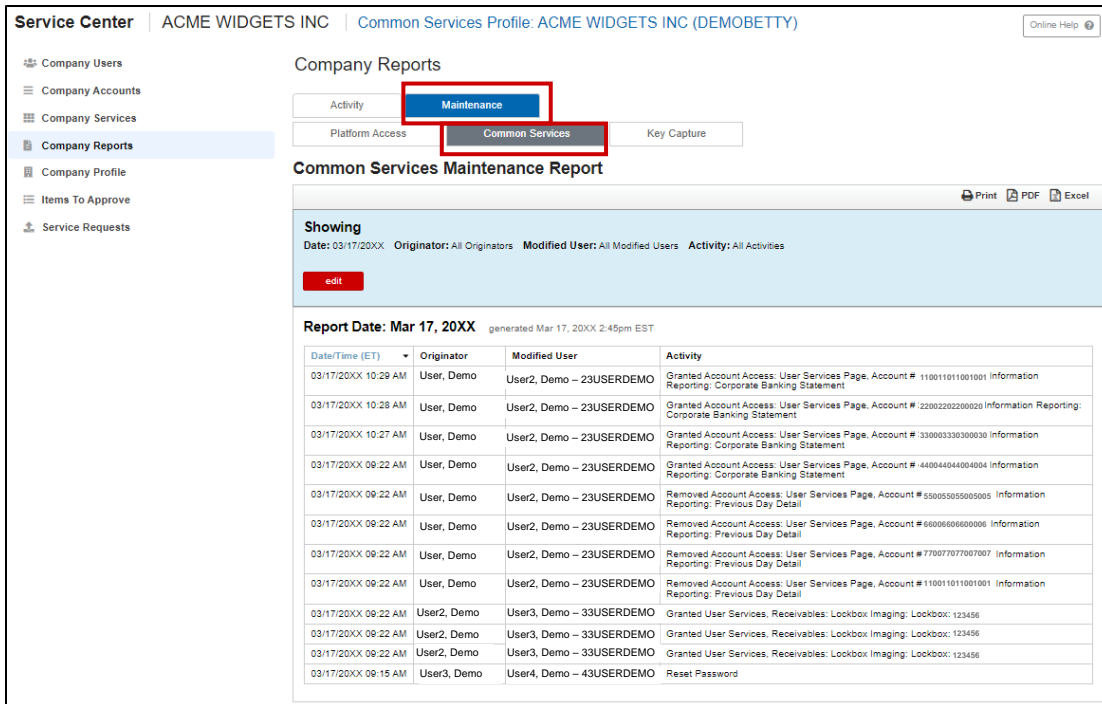 Service Center ACME WIDGETS INC Common Services Profile: ACME WIDGETS INC (DEMOBETTY) Online Help
Company Users
Company Accounts
Company Services
Company Reports
Company Profile
Items To Approve
Service Requests
Company Reports
Activity Maintenance
Platform Access Common Services Key Capture
Common Services Maintenance Report
Print PDF Excel
Showing
Date: 03/17/20XX Originator: All Originators Modified User: All Modified Users Activity: All Activities
edit
Report Date: Mar 17, 20XX generated Mar 17, 20XX 2:45pm EST
Date/Time (ET) Originator Modified User Activity
03/17/20XX 10:29 AM User, Demo User2, Demo – 23USERDEMO Granted Account Access: User Services Page, Account # 110011011001001 Information
Reporting: Corporate Banking Statement
03/17/20XX 10:28 AM User, Demo User2, Demo – 23USERDEMO Granted Account Access: User Services Page, Account # 22002202200020 Information Reporting:
Corporate Banking Statement
03/17/20XX 10:27 AM User, Demo User2, Demo – 23USERDEMO Granted Account Access: User Services Page, Account # 330003330300030 Information
Reporting: Corporate Banking Statement
03/17/20XX 09:22 AM User, Demo User2, Demo – 23USERDEMO Granted Account Access: User Services Page, Account # 440044044004004 Information
Reporting: Corporate Banking Statement
03/17/20XX 09:22 AM User, Demo User2, Demo – 23USERDEMO Removed Account Access: User Services Page, Account # 550055055005005 Information
Reporting: Previous Day Detail
03/17/20XX 09:22 AM User, Demo User2, Demo – 23USERDEMO Removed Account Access: User Services Page, Account # 66006606600006 Information
Reporting: Previous Day Detail
03/17/20XX 09:22 AM User, Demo User2, Demo – 23USERDEMO Removed Account Access: User Services Page, Account # 770077077007007 Information
Reporting: Previous Day Detail
03/17/20XX 09:22 AM User, Demo User2, Demo – 23USERDEMO Removed Account Access: User Services Page, Account # 110011011001001 Information
Reporting: Previous Day Detail
03/17/20XX 09:22 AM User2, Demo User3, Demo – 33USERDEMO Granted User Services, Receivables: Lockbox Imaging: Lockbox: 123456
03/17/20XX 09:22 AM User2, Demo User3, Demo – 33USERDEMO Granted User Services, Receivables: Lockbox Imaging: Lockbox: 123456
03/17/20XX 09:22 AM User2, Demo User3, Demo – 33USERDEMO Granted User Services, Receivables: Lockbox Imaging: Lockbox: 123456
03/17/20XX 09:15 AM User3, Demo User4, Demo – 43USERDEMO Reset Password